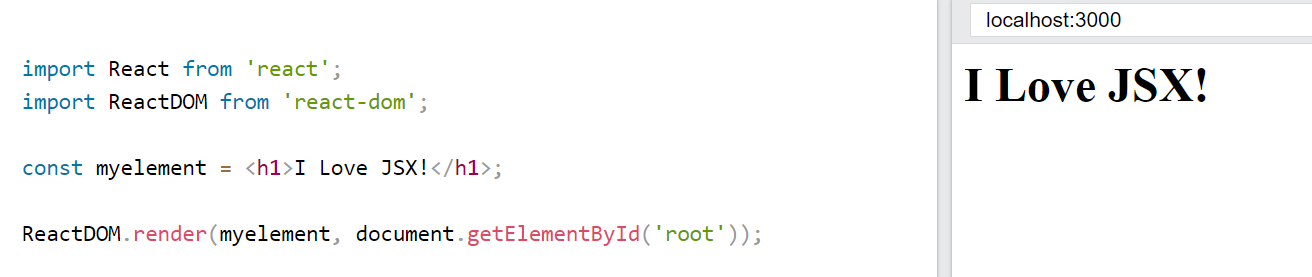 import React from 'react';
import ReactDOM from 'react-dom';
const myelement = <h1>I Love JSX!</h1>;
ReactDOM.render(myelement, document.getElementById('root'));
localhost:3000
I Love JSX!